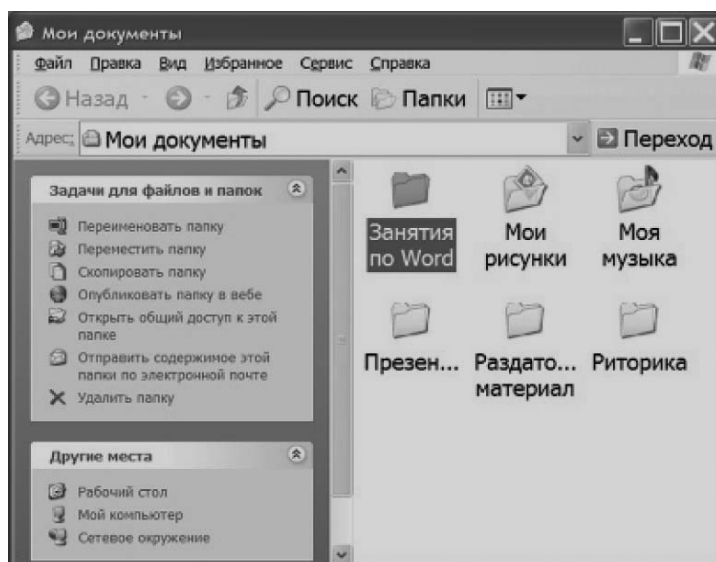 Мои документы
Файл Правка Вид Избранное Сервис Справка
Назад Поиск Папки
Адрес: Мои документы Переход
Задачи для файлов и папок
Переименовать папку
Переместить папку
Скопировать папку
Опубликовать папку в вебе
Открыть общий доступ к этой
папке
Отправить содержимое этой
папки по электронной почте
Удалить папку
Другие места
Рабочий стол
Мой компьютер
Сетевое окружение
Занятия
по Word
Мои
рисунки
Моя
музыка
Презен...
Раздато...
материал
Риторика